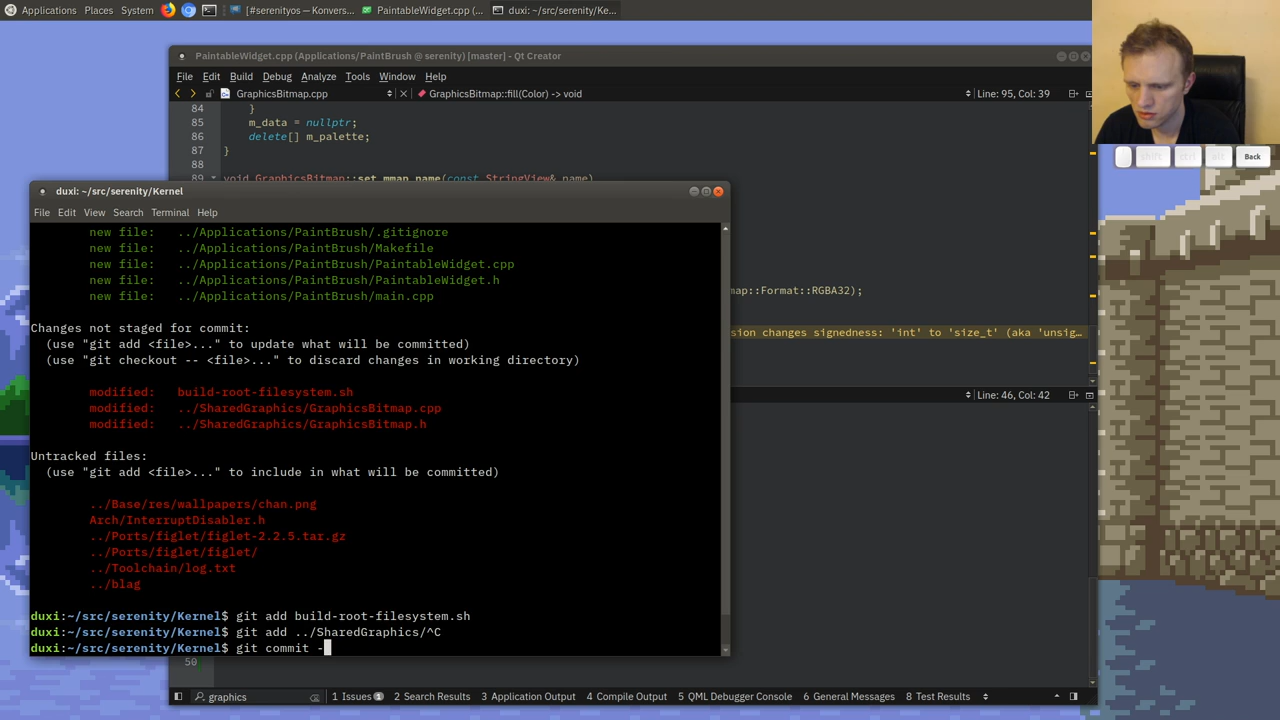 Applications Places System [#serenityos - Konvers... PaintableWidget.cpp (... duxi: ~/src/serenity/Ke...
PaintableWidget.cpp (Applications/PaintBrush @ serenity) [master] - Qt Creator
File Edit Build Debug Analyze Tools Window Help
GraphicsBitmap.cpp GraphicsBitmap::fill(Color) -> void Line: 95, Col: 39
84 }
85 m_data = nullptr;
86 delete[] m_palette;
87 }
88
89 void GraphicsBitmap::set_mmap_name(const StringView& name)
shift ctrl alt Back
duxi: ~/src/serenity/Kernel
File Edit View Search Terminal Help
new file: ../Applications/PaintBrush/.gitignore
new file: ../Applications/PaintBrush/Makefile
new file: ../Applications/PaintBrush/PaintableWidget.cpp
new file: ../Applications/PaintBrush/PaintableWidget.h
new file: ../Applications/PaintBrush/main.cpp
map::Format::RGBA32);
Changes not staged for commit:
(use "git add <file>..." to update what will be committed)
(use "git checkout -- <file>..." to discard changes in working directory)
sion changes signedness: 'int' to 'size_t' (aka 'unsig...
modified: build-root-filesystem.sh
modified: ../SharedGraphics/GraphicsBitmap.cpp
modified: ../SharedGraphics/GraphicsBitmap.h
Line: 46, Col: 42
Untracked files:
(use "git add <file>..." to include in what will be committed)
../Base/res/wallpapers/chan.png
Arch/InterruptDisabler.h
../Ports/figlet/figlet-2.2.5.tar.gz
../Ports/figlet/figlet/
../Toolchain/log.txt
../blag
duxi:~/src/serenity/Kernel$ git add build-root-filesystem.sh
duxi:~/src/serenity/Kernel$ git add ../SharedGraphics/^C
duxi:~/src/serenity/Kernel$ git commit -
50
graphics 1 Issues 1 2 Search Results 3 Application Output 4 Compile Output 5 QML Debugger Console 6 General Messages 8 Test Results